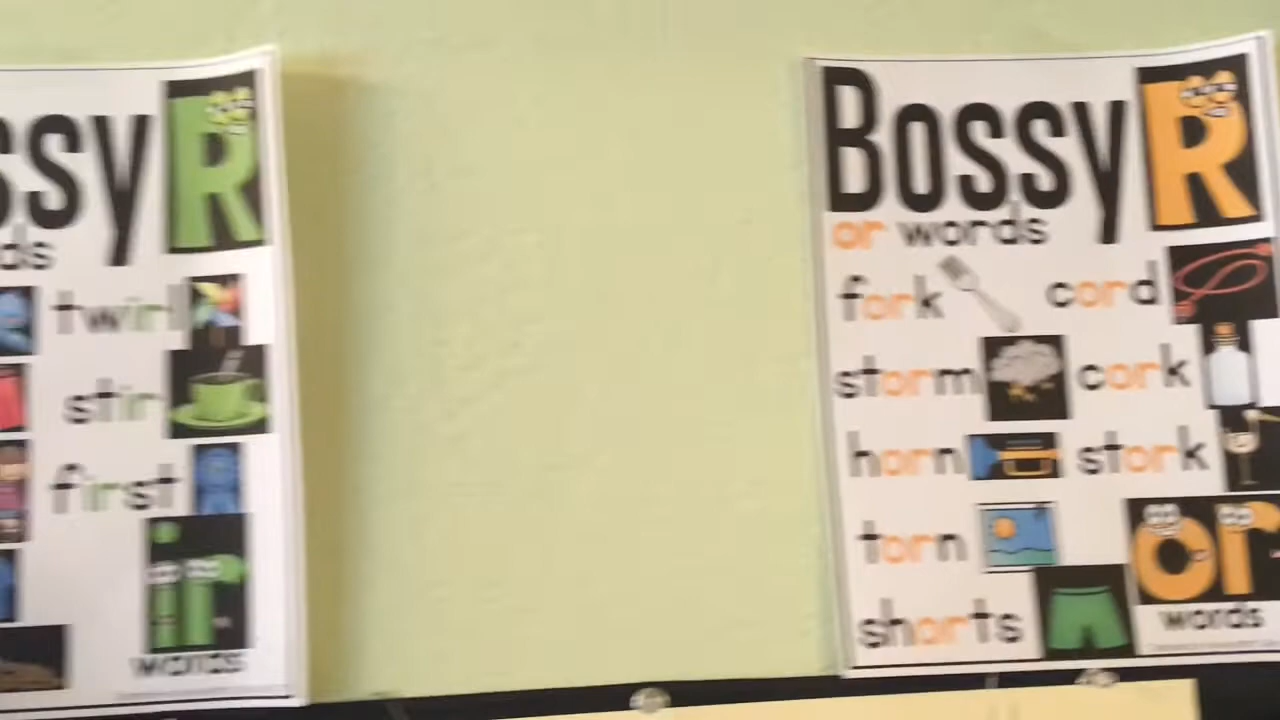 ssy R
ds
twirl
stir
first
ir
words
Bossy R
or words
fork cord
storm cork
horn stork
torn
shorts
or
words